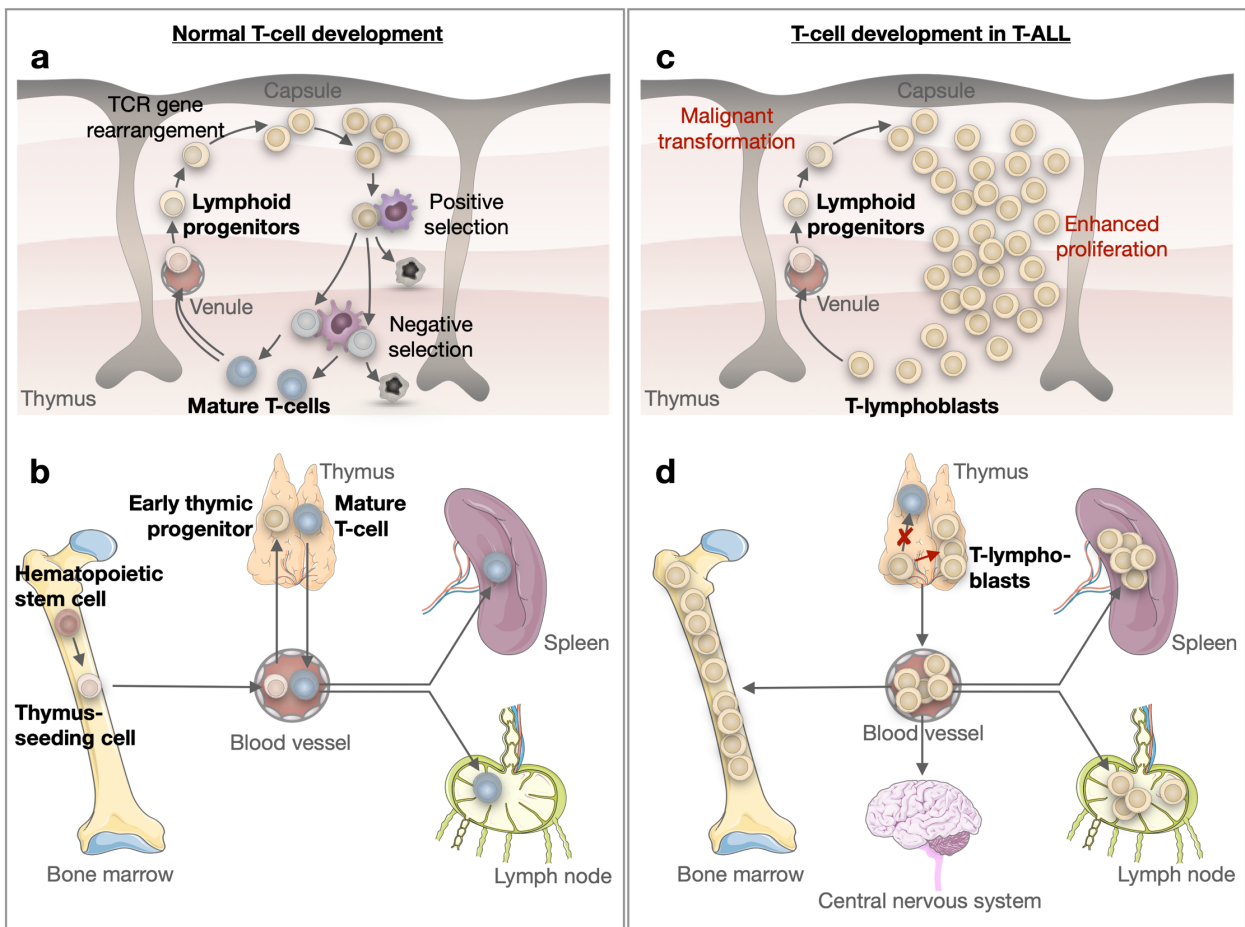 Normal T-cell development
a
Capsule
TCR gene
rearrangement
Lymphoid
progenitors
Positive
selection
Venule
Negative
selection
Thymus
Mature T-cells
b
Thymus
Early thymic
progenitor
Mature
T-cell
Hematopoietic
stem cell
Spleen
Thymus-
seeding cell
Blood vessel
Bone marrow
Lymph node
T-cell development in T-ALL
c
Capsule
Malignant
transformation
Lymphoid
progenitors
Enhanced
proliferation
Venule
Thymus
T-lymphoblasts
d
Thymus
T-lympho-
blasts
Spleen
Blood vessel
Bone marrow
Central nervous system
Lymph node